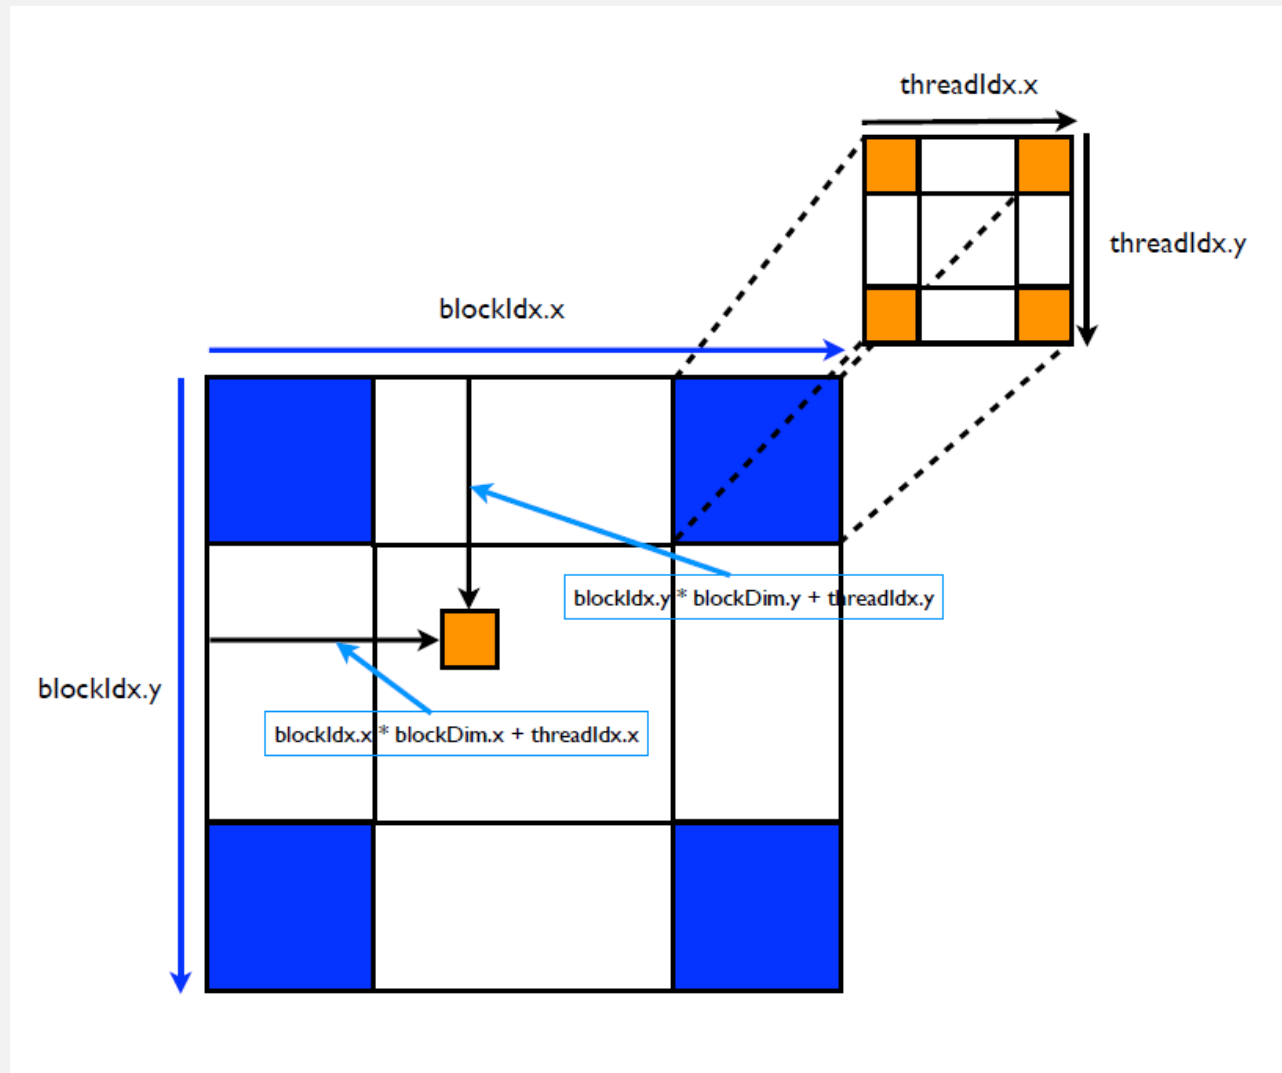 threadIdx.x
threadIdx.y
blockIdx.x
blockIdx.y * blockDim.y + threadIdx.y
blockIdx.y
blockIdx.x * blockDim.x + threadIdx.x